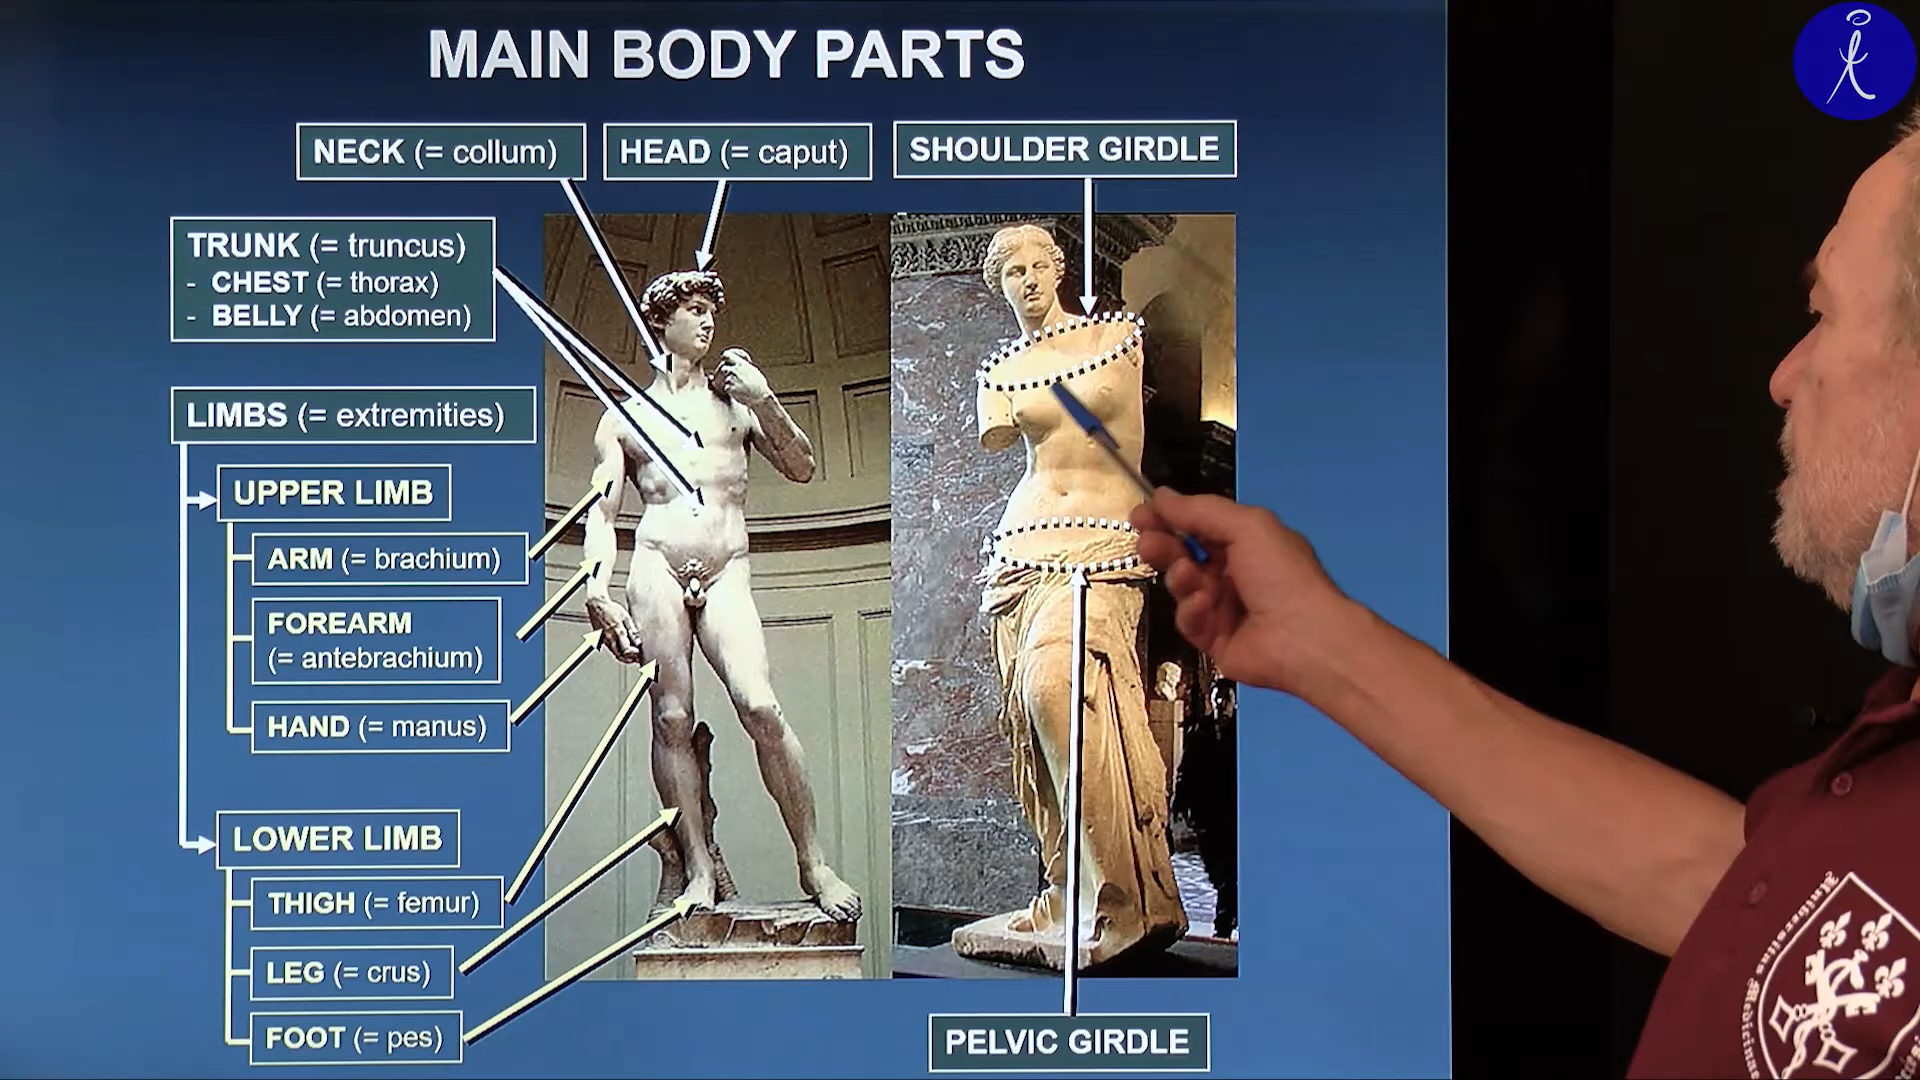 MAIN BODY PARTS
NECK (= collum)
HEAD (= caput)
SHOULDER GIRDLE
TRUNK (= truncus)
- CHEST (= thorax)
- BELLY (= abdomen)
LIMBS (= extremities)
UPPER LIMB
ARM (= brachium)
FOREARM
(= antebrachium)
HAND (= manus)
LOWER LIMB
THIGH (= femur)
LEG (= crus)
FOOT (= pes)
PELVIC GIRDLE